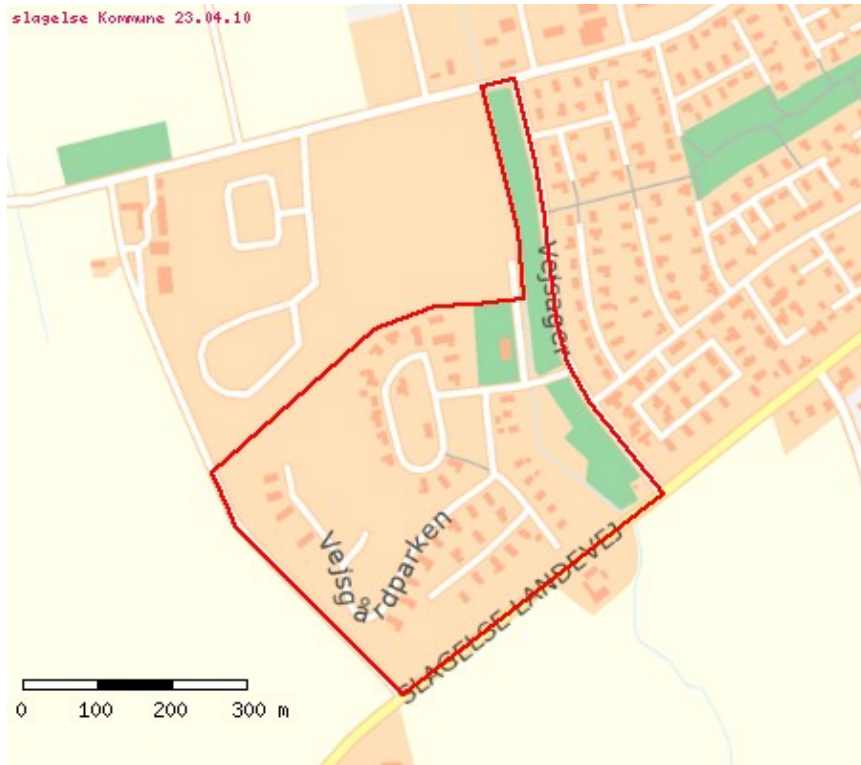 slagelse Kommune 23.04.10
Vejsager
Vejsgårdparken
SLAGELSE LANDEVEJ
0 100 200 300 m